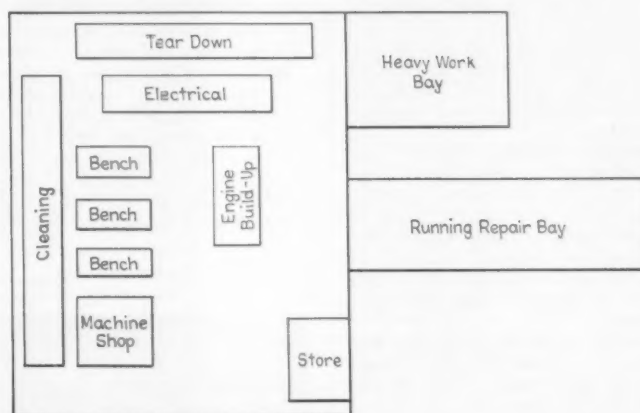 Tear Down
Heavy Work
Bay
Electrical
Cleaning
Bench
Engine
Build-Up
Bench
Running Repair Bay
Bench
Machine
Shop
Store